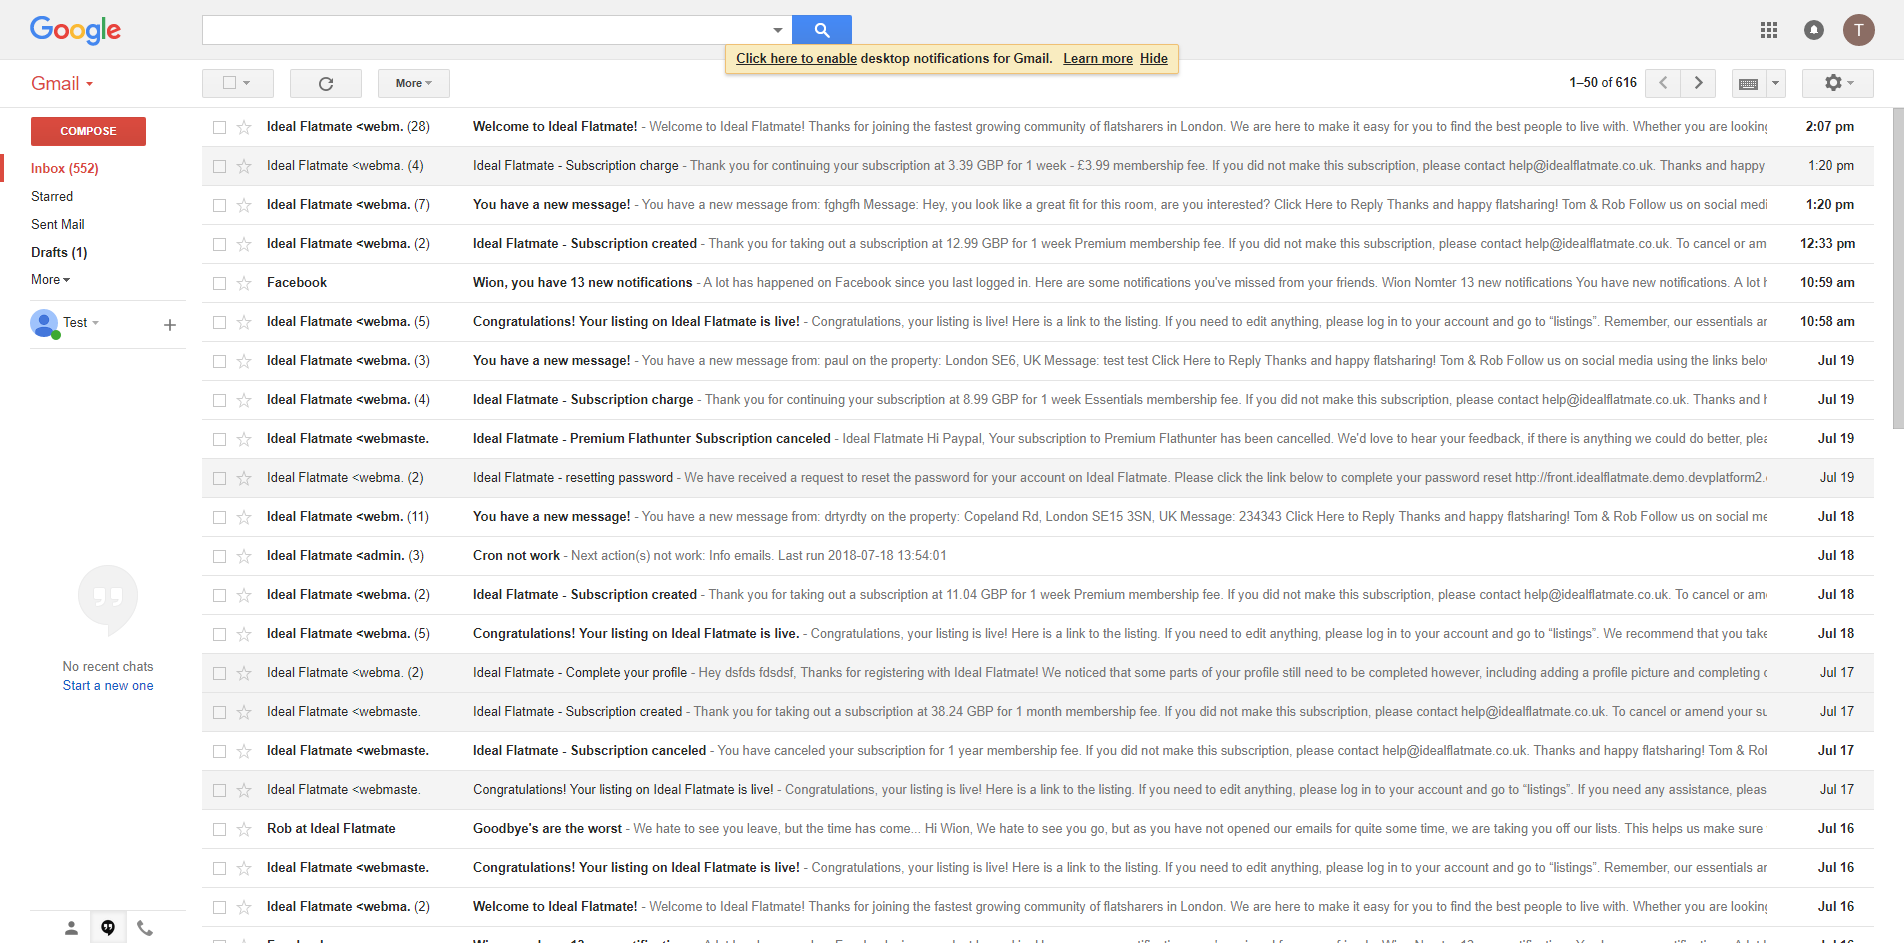 Google
T
Click here to enable desktop notifications for Gmail. Learn more Hide
Gmail
More
1–50 of 616
COMPOSE
Inbox (552)
Starred
Sent Mail
Drafts (1)
More
Test
No recent chats
Start a new one
Ideal Flatmate <webm. (28) Welcome to Ideal Flatmate! - Welcome to Ideal Flatmate! Thanks for joining the fastest growing community of flatsharers in London. We are here to make it easy for you to find the best people to live with. Whether you are looking 2:07 pm
Ideal Flatmate <webma. (4) Ideal Flatmate - Subscription charge - Thank you for continuing your subscription at 3.39 GBP for 1 week - £3.99 membership fee. If you did not make this subscription, please contact help@idealflatmate.co.uk. Thanks and happy 1:20 pm
Ideal Flatmate <webma. (7) You have a new message! - You have a new message from: fghgfh Message: Hey, you look like a great fit for this room, are you interested? Click Here to Reply Thanks and happy flatsharing! Tom & Rob Follow us on social medi 1:20 pm
Ideal Flatmate <webma. (2) Ideal Flatmate - Subscription created - Thank you for taking out a subscription at 12.99 GBP for 1 week Premium membership fee. If you did not make this subscription, please contact help@idealflatmate.co.uk. To cancel or am 12:33 pm
Facebook Wion, you have 13 new notifications - A lot has happened on Facebook since you last logged in. Here are some notifications you've missed from your friends. Wion Nomter 13 new notifications You have new notifications. A lot h 10:59 am
Ideal Flatmate <webma. (5) Congratulations! Your listing on Ideal Flatmate is live! - Congratulations, your listing is live! Here is a link to the listing. If you need to edit anything, please log in to your account and go to “listings”. Remember, our essentials ar 10:58 am
Ideal Flatmate <webma. (3) You have a new message! - You have a new message from: paul on the property: London SE6, UK Message: test test Click Here to Reply Thanks and happy flatsharing! Tom & Rob Follow us on social media using the links belov Jul 19
Ideal Flatmate <webma. (4) Ideal Flatmate - Subscription charge - Thank you for continuing your subscription at 8.99 GBP for 1 week Essentials membership fee. If you did not make this subscription, please contact help@idealflatmate.co.uk. Thanks and h Jul 19
Ideal Flatmate <webmaste. Ideal Flatmate - Premium Flathunter Subscription canceled - Ideal Flatmate Hi Paypal, Your subscription to Premium Flathunter has been cancelled. We'd love to hear your feedback, if there is anything we could do better, plea Jul 19
Ideal Flatmate <webma. (2) Ideal Flatmate - resetting password - We have received a request to reset the password for your account on Ideal Flatmate. Please click the link below to complete your password reset http://front.idealflatmate.demo.devplatform2.c Jul 19
Ideal Flatmate <webm. (11) You have a new message! - You have a new message from: drtyrdty on the property: Copeland Rd, London SE15 3SN, UK Message: 234343 Click Here to Reply Thanks and happy flatsharing! Tom & Rob Follow us on social me Jul 18
Ideal Flatmate <admin. (3) Cron not work - Next action(s) not work: Info emails. Last run 2018-07-18 13:54:01 Jul 18
Ideal Flatmate <webma. (2) Ideal Flatmate - Subscription created - Thank you for taking out a subscription at 11.04 GBP for 1 week Premium membership fee. If you did not make this subscription, please contact help@idealflatmate.co.uk. To cancel or ame Jul 18
Ideal Flatmate <webma. (5) Congratulations! Your listing on Ideal Flatmate is live. - Congratulations, your listing is live! Here is a link to the listing. If you need to edit anything, please log in to your account and go to “listings”. We recommend that you take Jul 18
Ideal Flatmate <webma. (2) Ideal Flatmate - Complete your profile - Hey dsfds fdsdsf, Thanks for registering with Ideal Flatmate! We noticed that some parts of your profile still need to be completed however, including adding a profile picture and completing c Jul 17
Ideal Flatmate <webmaste. Ideal Flatmate - Subscription created - Thank you for taking out a subscription at 38.24 GBP for 1 month membership fee. If you did not make this subscription, please contact help@idealflatmate.co.uk. To cancel or amend your su Jul 17
Ideal Flatmate <webmaste. Ideal Flatmate - Subscription canceled - You have canceled your subscription for 1 year membership fee. If you did not make this subscription, please contact help@idealflatmate.co.uk. Thanks and happy flatsharing! Tom & Rob Jul 17
Ideal Flatmate <webmaste. Congratulations! Your listing on Ideal Flatmate is live! - Congratulations, your listing is live! Here is a link to the listing. If you need to edit anything, please log in to your account and go to “listings”. If you need any assistance, pleas Jul 17
Rob at Ideal Flatmate Goodbye's are the worst - We hate to see you leave, but the time has come... Hi Wion, We hate to see you go, but as you have not opened our emails for quite some time, we are taking you off our lists. This helps us make sure Jul 16
Ideal Flatmate <webmaste. Congratulations! Your listing on Ideal Flatmate is live! - Congratulations, your listing is live! Here is a link to the listing. If you need to edit anything, please log in to your account and go to “listings”. Remember, our essentials ar Jul 16
Ideal Flatmate <webma. (2) Welcome to Ideal Flatmate! - Welcome to Ideal Flatmate! Thanks for joining the fastest growing community of flatsharers in London. We are here to make it easy for you to find the best people to live with. Whether you are looking Jul 16